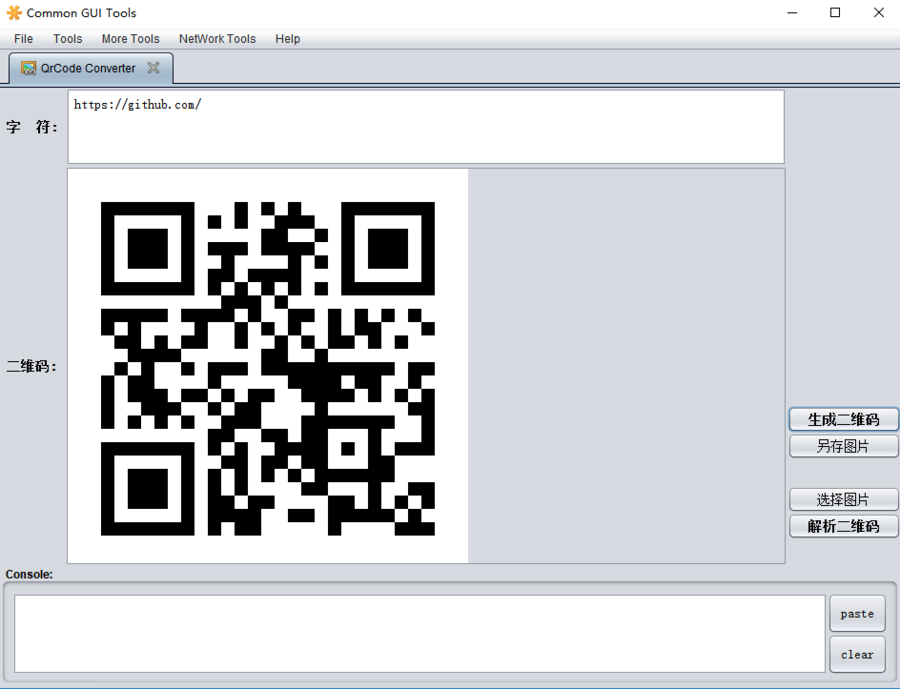 Common GUI Tools
File Tools More Tools NetWork Tools Help
QrCode Converter
字 符：
https://github.com/
二维码：
生成二维码
另存图片
选择图片
解析二维码
Console:
paste
clear